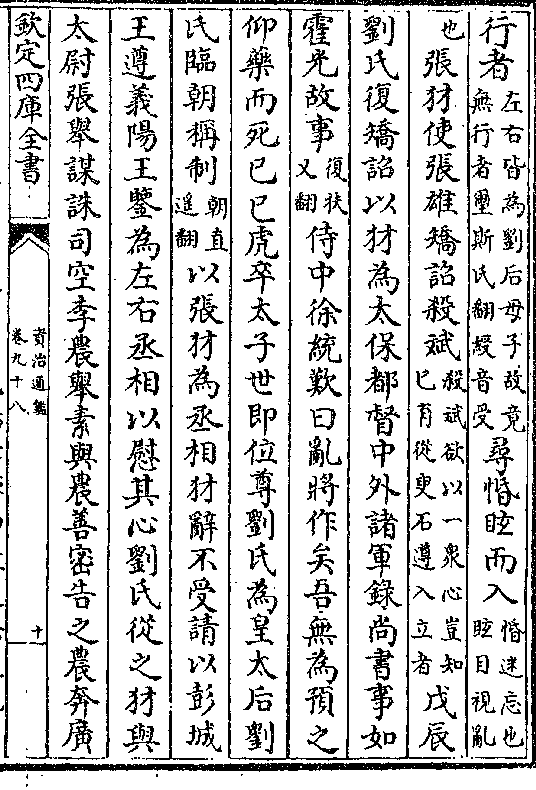 行者左右皆為劉后母子故竟無行者璽斯氏翻綬音受尋惛眩而入惛迷忘也眩目視亂
也張豺使張雄矯詔殺斌殺斌欲以一衆心豈知已有從臾石遵入立者戊辰
劉氏復矯詔以豺為太保都督中外諸軍錄尚書事如
霍光故事復扶又翻侍中徐統歎曰亂將作矣吾無為預之
仰藥而死已巳虎卒太子世即位尊劉氏為皇太后劉
氏臨朝稱制朝直遥翻以張豺為丞相豺辭不受請以彭城
王遵義陽王鑒為左右丞相以慰其心劉氏從之豺與
太尉張舉謀誅司空李農舉素與農善密告之農奔廣
欽定四庫全書
資治通鑑
卷九十八
十